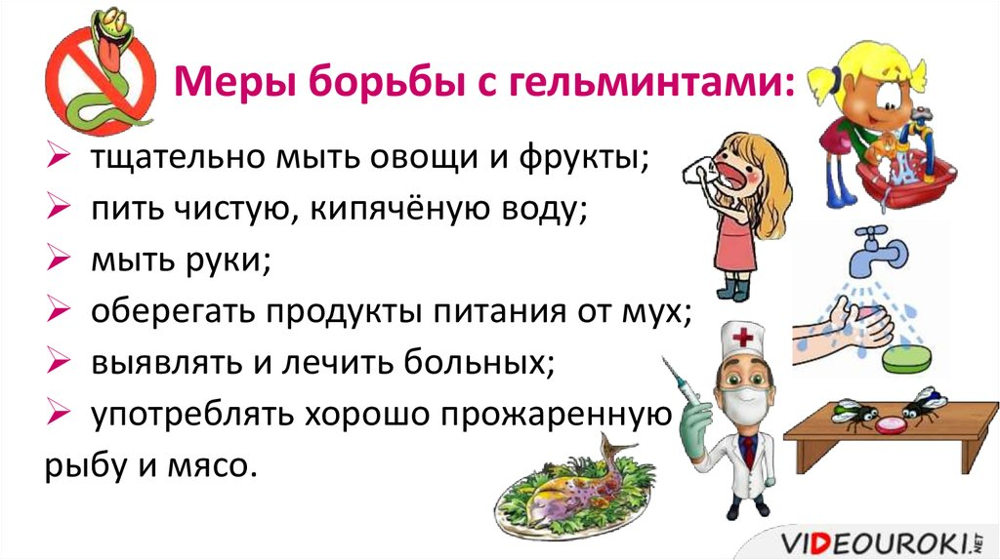 Меры борьбы с гельминтами:
➢ тщательно мыть овощи и фрукты;
➢ пить чистую, кипячёную воду;
➢ мыть руки;
➢ оберегать продукты питания от мух;
➢ выявлять и лечить больных;
➢ употреблять хорошо прожаренную
рыбу и мясо.
VIDEOUROKI.NET